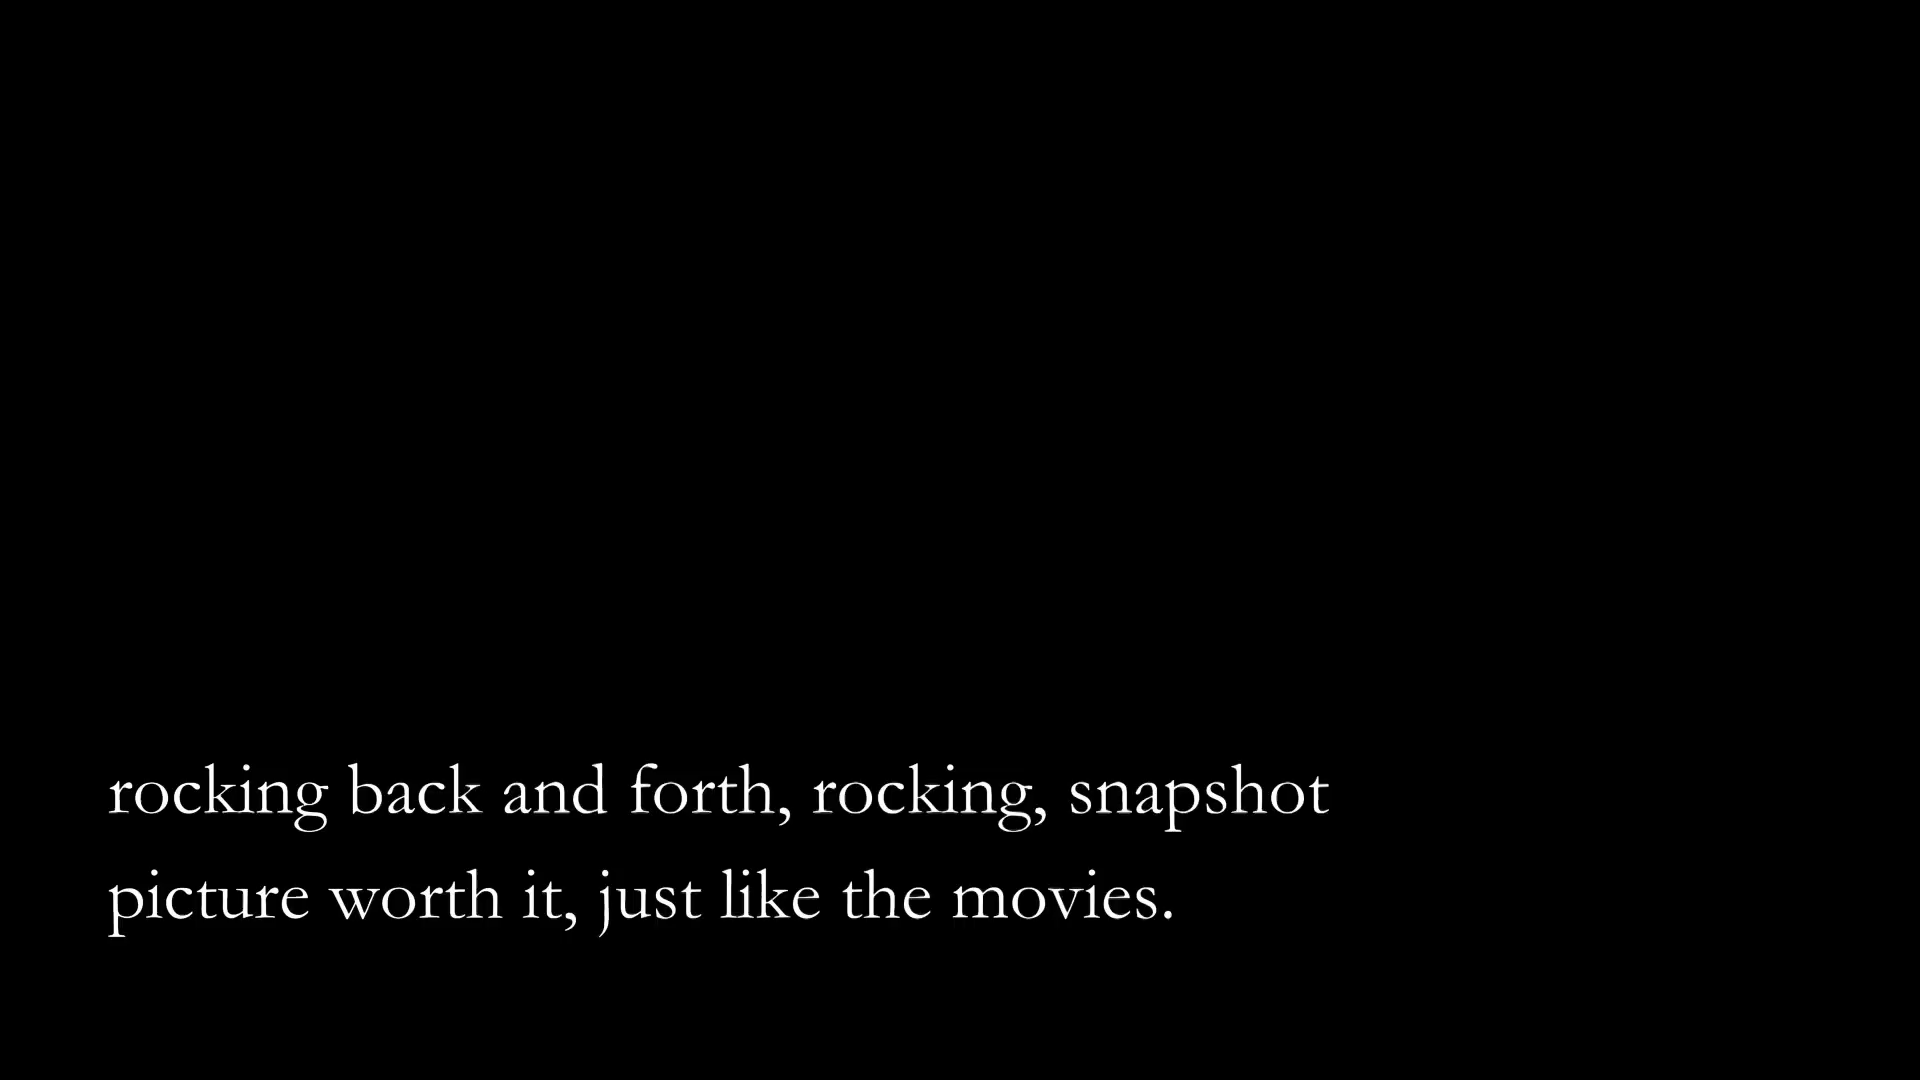 rocking back and forth, rocking, snapshot
picture worth it, just like the movies.